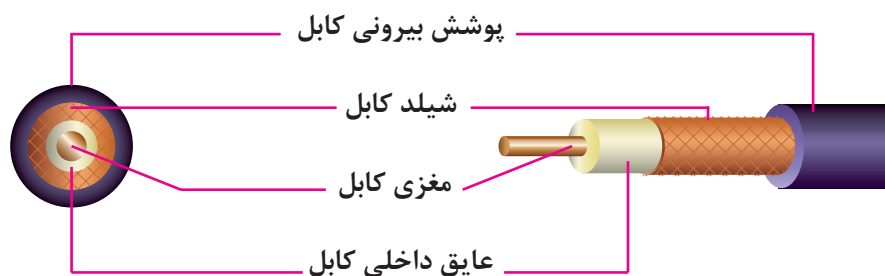 پوشش بیرونی کابل
شیلد کابل
مغزی کابل
عایق داخلی کابل